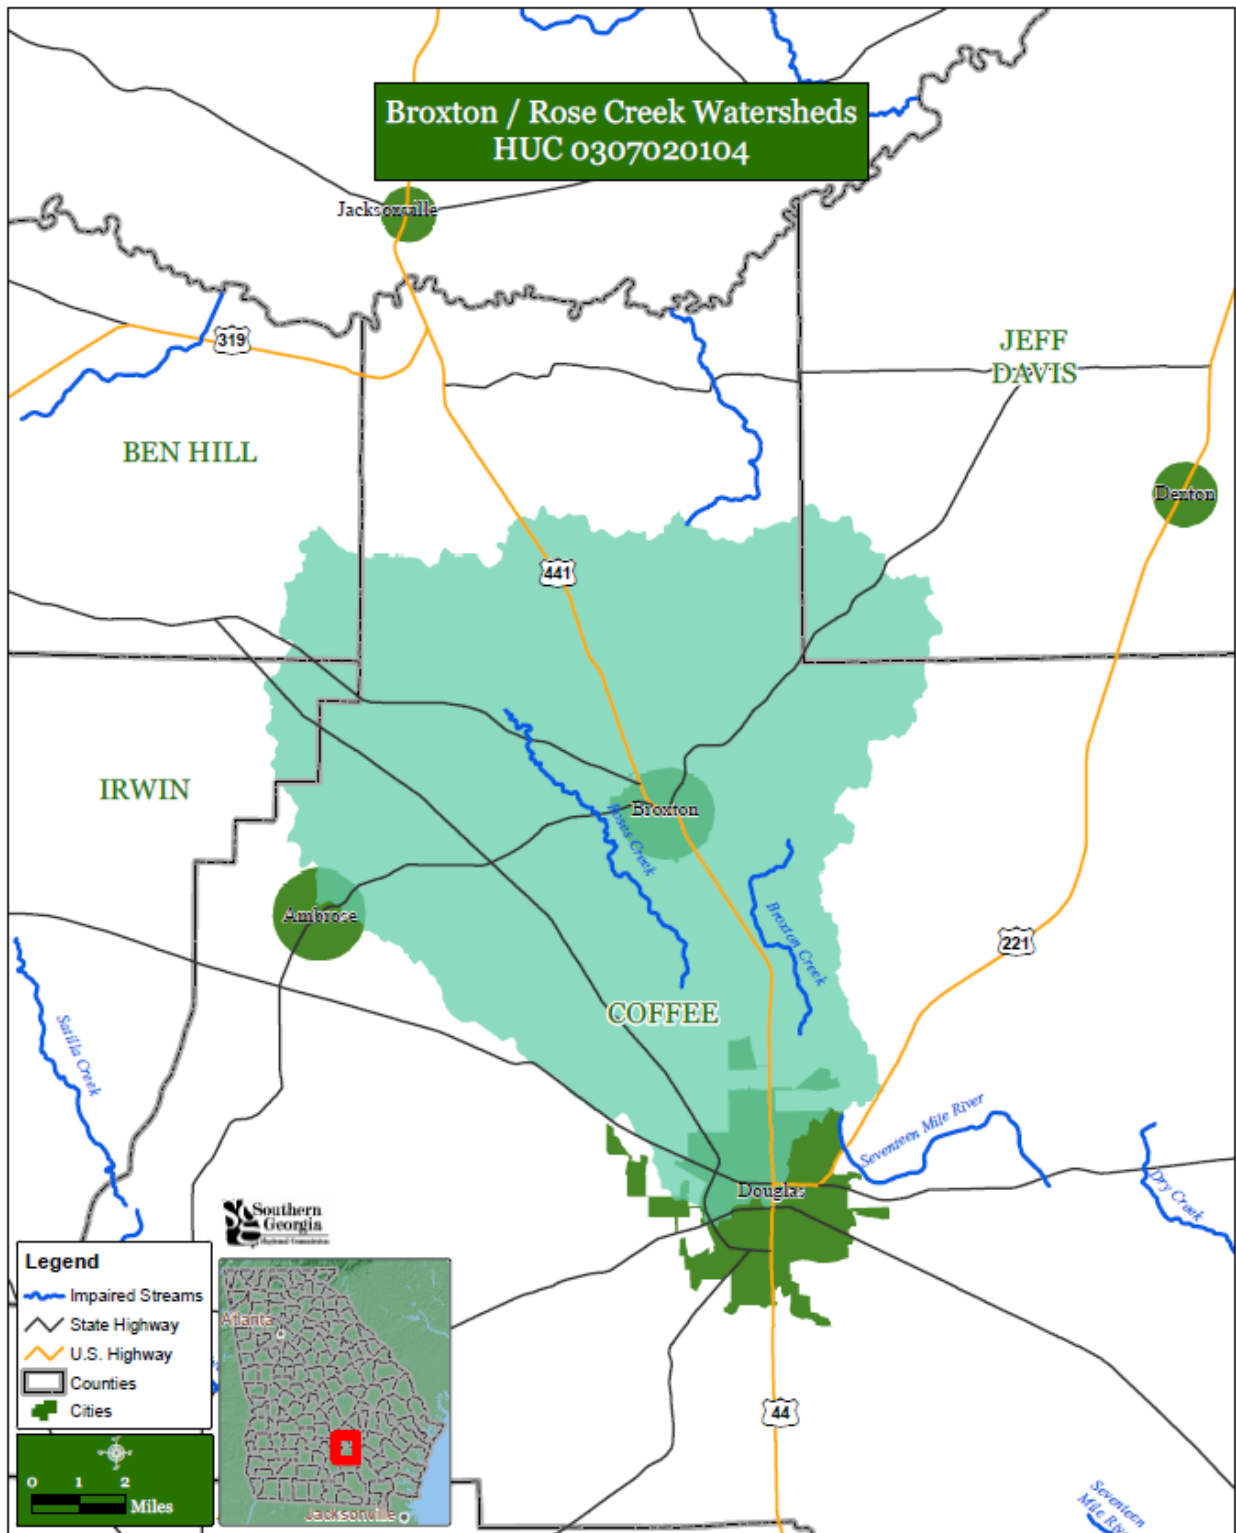 Broxton / Rose Creek Watersheds
HUC 0307020104
Jacksonville
319
JEFF
DAVIS
BEN HILL
Denton
441
IRWIN
Broxton
Roses Creek
Ambrose
Broxton Creek
221
COFFEE
Satilla Creek
Seventeen Mile River
Dry Creek
Douglas
Southern
Georgia
Regional Commission
Legend
Impaired Streams
State Highway
U.S. Highway
Counties
Cities
0 1 2
Miles
Atlanta
Jacksonville
44
Seventeen